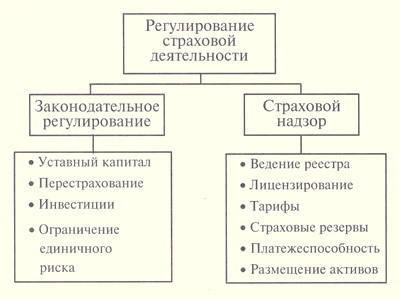 Регулирование
страховой
деятельности
Законодательное
регулирование
• Уставный капитал
• Перестрахование
• Инвестиции
• Ограничение
единичного
риска
Страховой
надзор
• Ведение реестра
• Лицензирование
• Тарифы
• Страховые резервы
• Платежеспособность
• Размещение активов